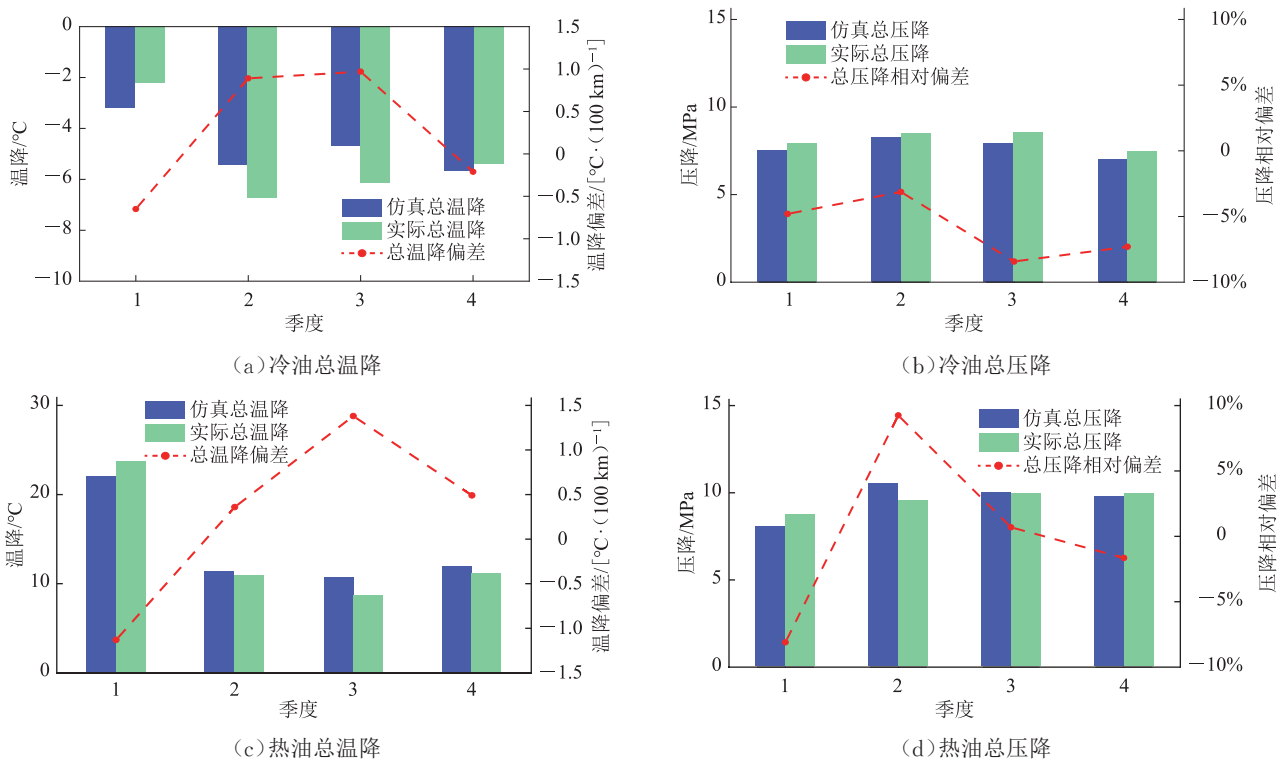 0
−2
−4
−6
−8
−10
温降/℃
1.5
1.0
0.5
0
−0.5
−1.0
−1.5
温降偏差/[℃·(100 km)⁻¹]
仿真总温降
实际总温降
总温降偏差
1 2 3 4
季度
(a)冷油总温降
15
10
5
0
压降/MPa
10%
5%
0
−5%
−10%
压降相对偏差
仿真总压降
实际总压降
总压降相对偏差
1 2 3 4
季度
(b)冷油总压降
30
20
10
0
温降/℃
1.5
1.0
0.5
0
−0.5
−1.0
−1.5
温降偏差/[℃·(100 km)⁻¹]
仿真总温降
实际总温降
总温降偏差
1 2 3 4
季度
(c)热油总温降
15
10
5
0
压降/MPa
10%
5%
0
−5%
−10%
压降相对偏差
仿真总压降
实际总压降
总压降相对偏差
1 2 3 4
季度
(d)热油总压降